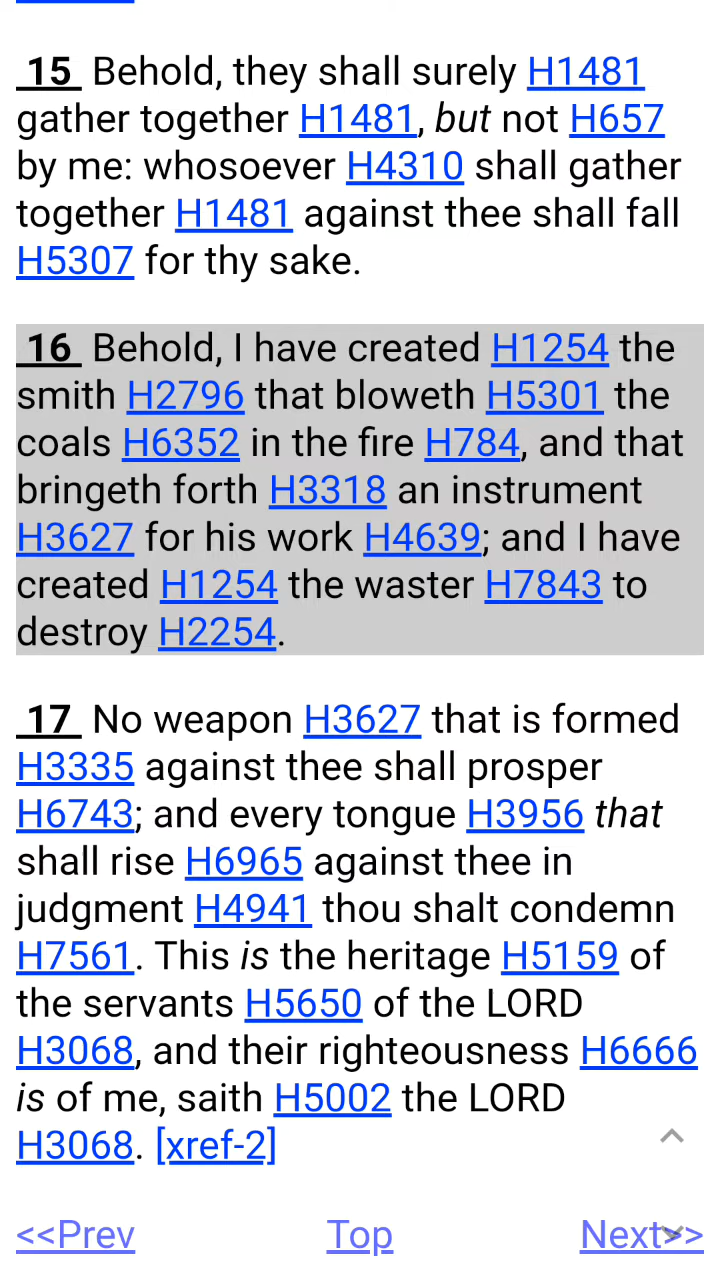 15 Behold, they shall surely H1481
gather together H1481, but not H657
by me: whosoever H4310 shall gather
together H1481 against thee shall fall
H5307 for thy sake.
16 Behold, I have created H1254 the
smith H2796 that bloweth H5301 the
coals H6352 in the fire H784, and that
bringeth forth H3318 an instrument
H3627 for his work H4639; and I have
created H1254 the waster H7843 to
destroy H2254.
17 No weapon H3627 that is formed
H3335 against thee shall prosper
H6743; and every tongue H3956 that
shall rise H6965 against thee in
judgment H4941 thou shalt condemn
H7561. This is the heritage H5159 of
the servants H5650 of the LORD
H3068, and their righteousness H6666
is of me, saith H5002 the LORD
H3068. [xref-2]
<<Prev Top Next>>